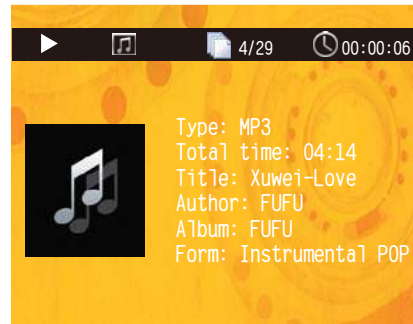 4/29 00:00:06
Type: MP3
Total time: 04:14
Title: Xuwei-Love
Author: FUFU
Album: FUFU
Form: Instrumental POP